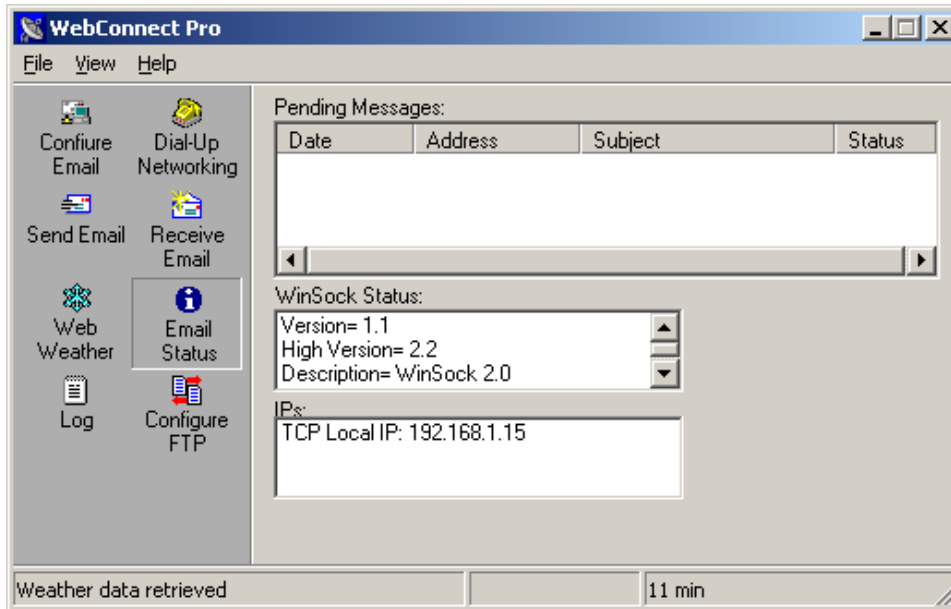 WebConnect Pro
File View Help
Confiure
Email
Dial-Up
Networking
Send Email
Receive
Email
Web
Weather
Email
Status
Log
Configure
FTP
Pending Messages:
Date Address Subject Status
WinSock Status:
Version= 1.1
High Version= 2.2
Description= WinSock 2.0
IPs:
TCP Local IP: 192.168.1.15
Weather data retrieved 11 min